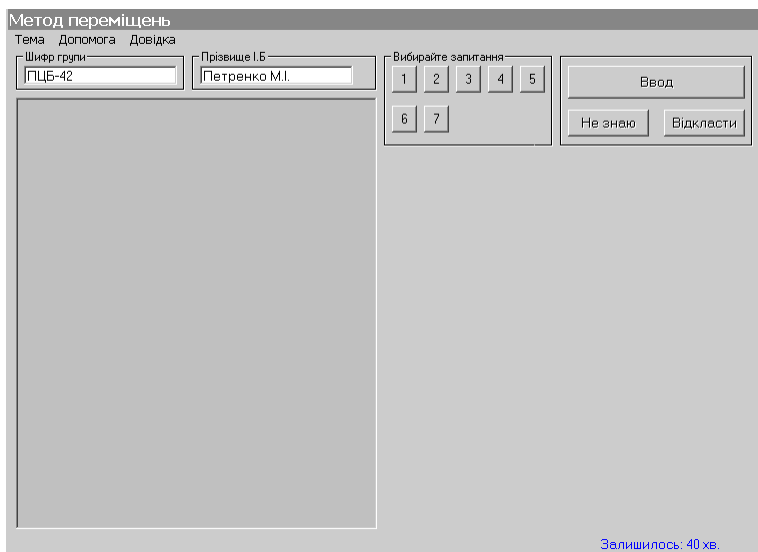 Метод переміщень
Тема Допомога Довідка
Шифр групи
ПЦБ-42
Прізвище І.Б
Петренко М.І.
Вибирайте запитання
1 2 3 4 5
6 7
Ввод
Не знаю Відкласти
Залишилось: 40 хв.